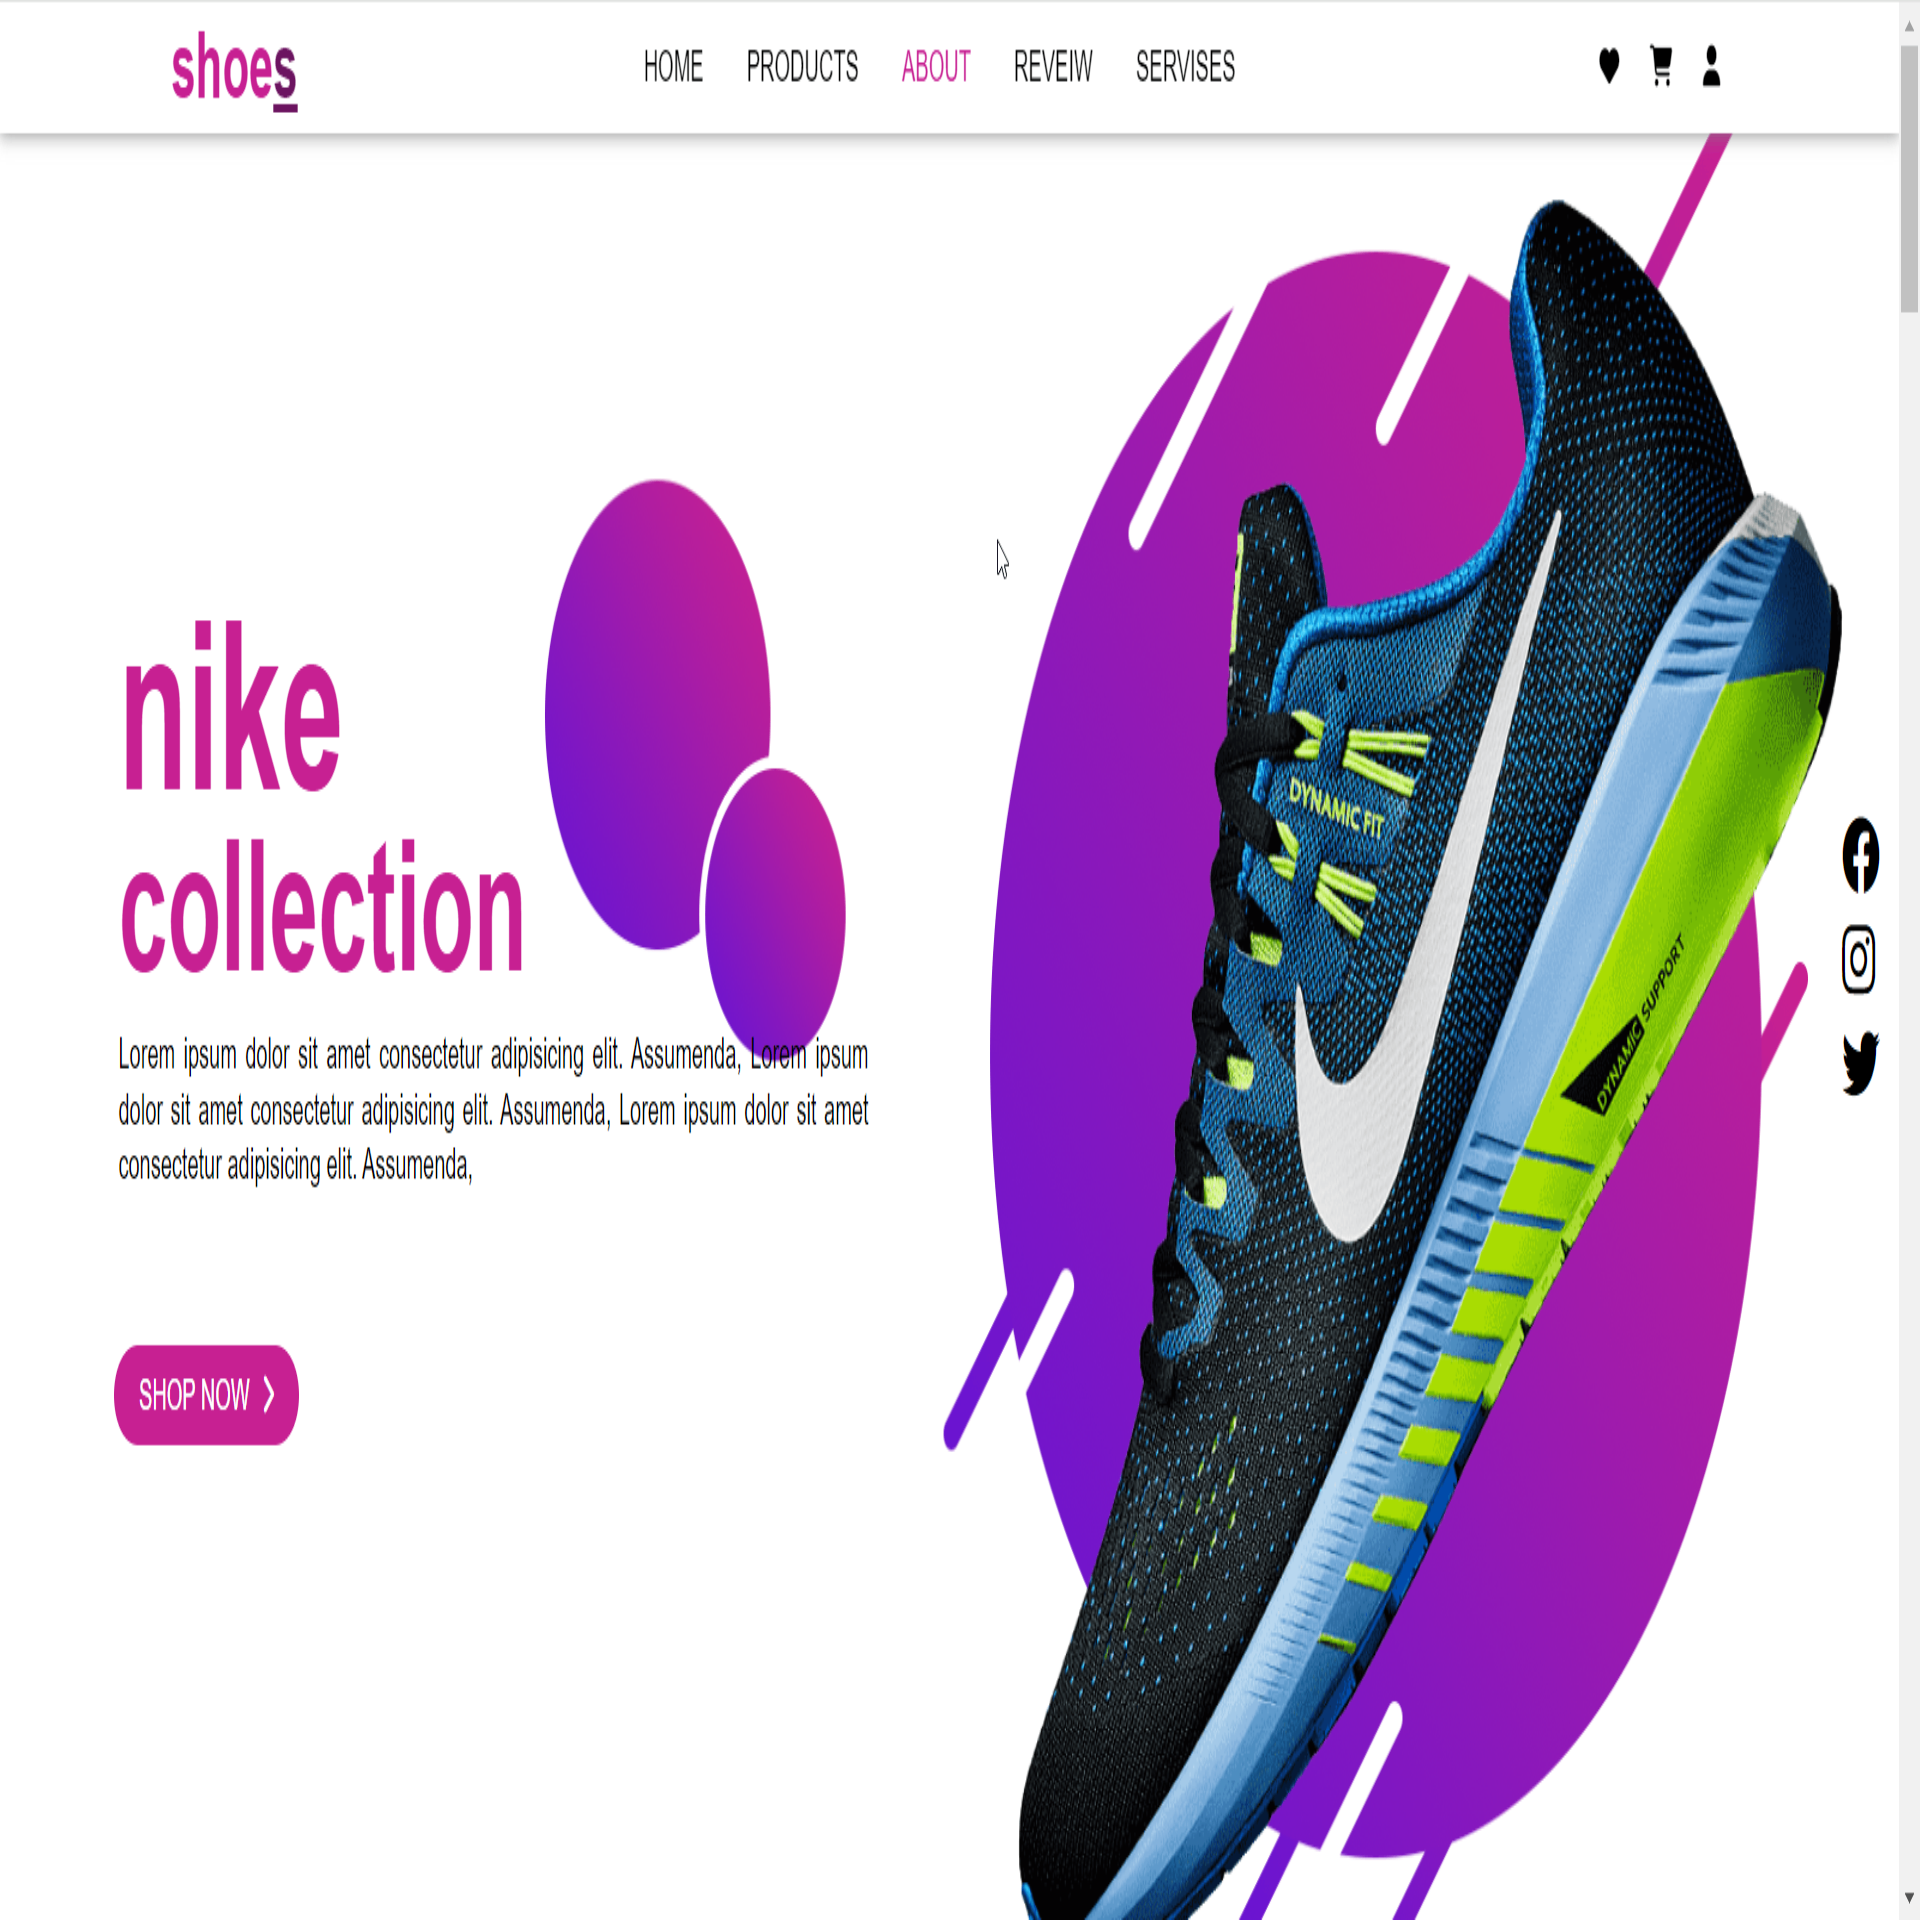 shoes
HOME PRODUCTS ABOUT REVEIW SERVISES
nike
collection
Lorem ipsum dolor sit amet consectetur adipisicing elit. Assumenda, Lorem ipsum
dolor sit amet consectetur adipisicing elit. Assumenda, Lorem ipsum dolor sit amet
consectetur adipisicing elit. Assumenda,
SHOP NOW
DYNAMIC FIT
DYNAMIC SUPPORT